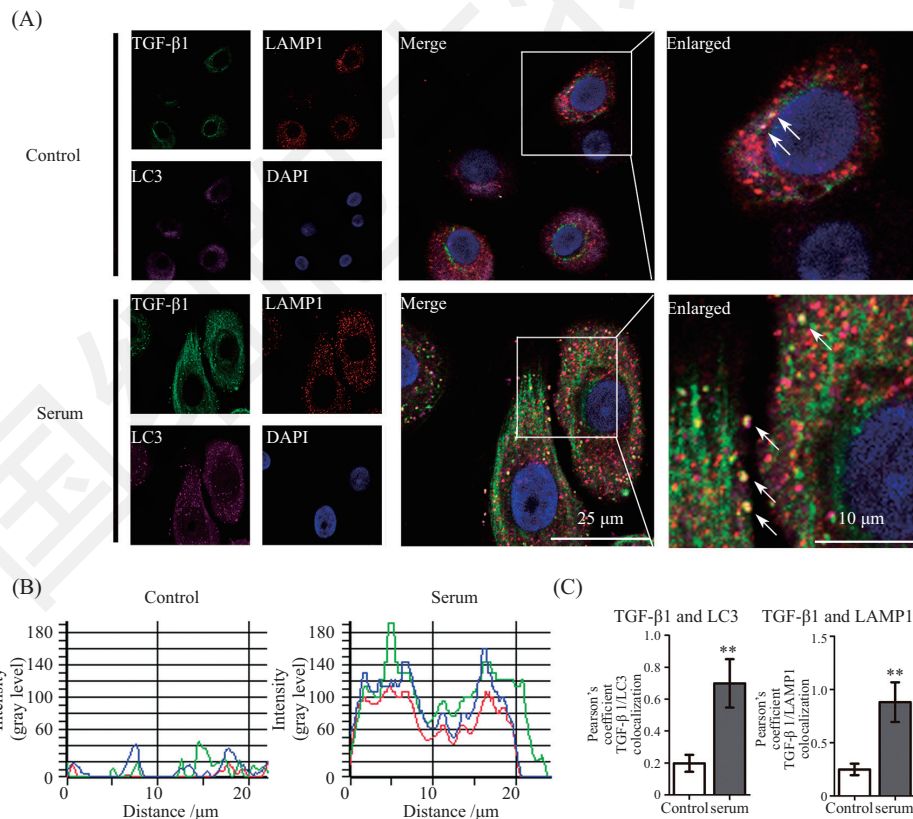 (A)
TGF-β1 LAMP1 Merge Enlarged
Control
LC3 DAPI
TGF-β1 LAMP1 Merge Enlarged
Serum
LC3 DAPI
25 μm 10 μm
(B)
Control Serum
Intensity
(gray level)
180
140
100
60
0
0 10 20
Distance /μm
Intensity
(gray level)
180
140
100
60
0
0 10 20
Distance /μm
(C)
TGF-β1 and LC3
Pearson's
coefficient
TGF-β 1/LC3
colocalization
1.0
0.8
0.6
0.4
0.2
0
**
Control serum
TGF-β1 and LAMP1
Pearson's
coefficient
TGF-β 1/LAMP1
colocalization
1.5
1.0
0.5
0
**
Control serum